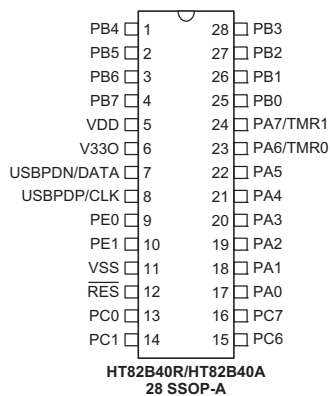 PB4 1 28 PB3
PB5 2 27 PB2
PB6 3 26 PB1
PB7 4 25 PB0
VDD 5 24 PA7/TMR1
V33O 6 23 PA6/TMR0
USBPDN/DATA 7 22 PA5
USBPDP/CLK 8 21 PA4
PE0 9 20 PA3
PE1 10 19 PA2
VSS 11 18 PA1
RES 12 17 PA0
PC0 13 16 PC7
PC1 14 15 PC6
HT82B40R/HT82B40A
28 SSOP-A